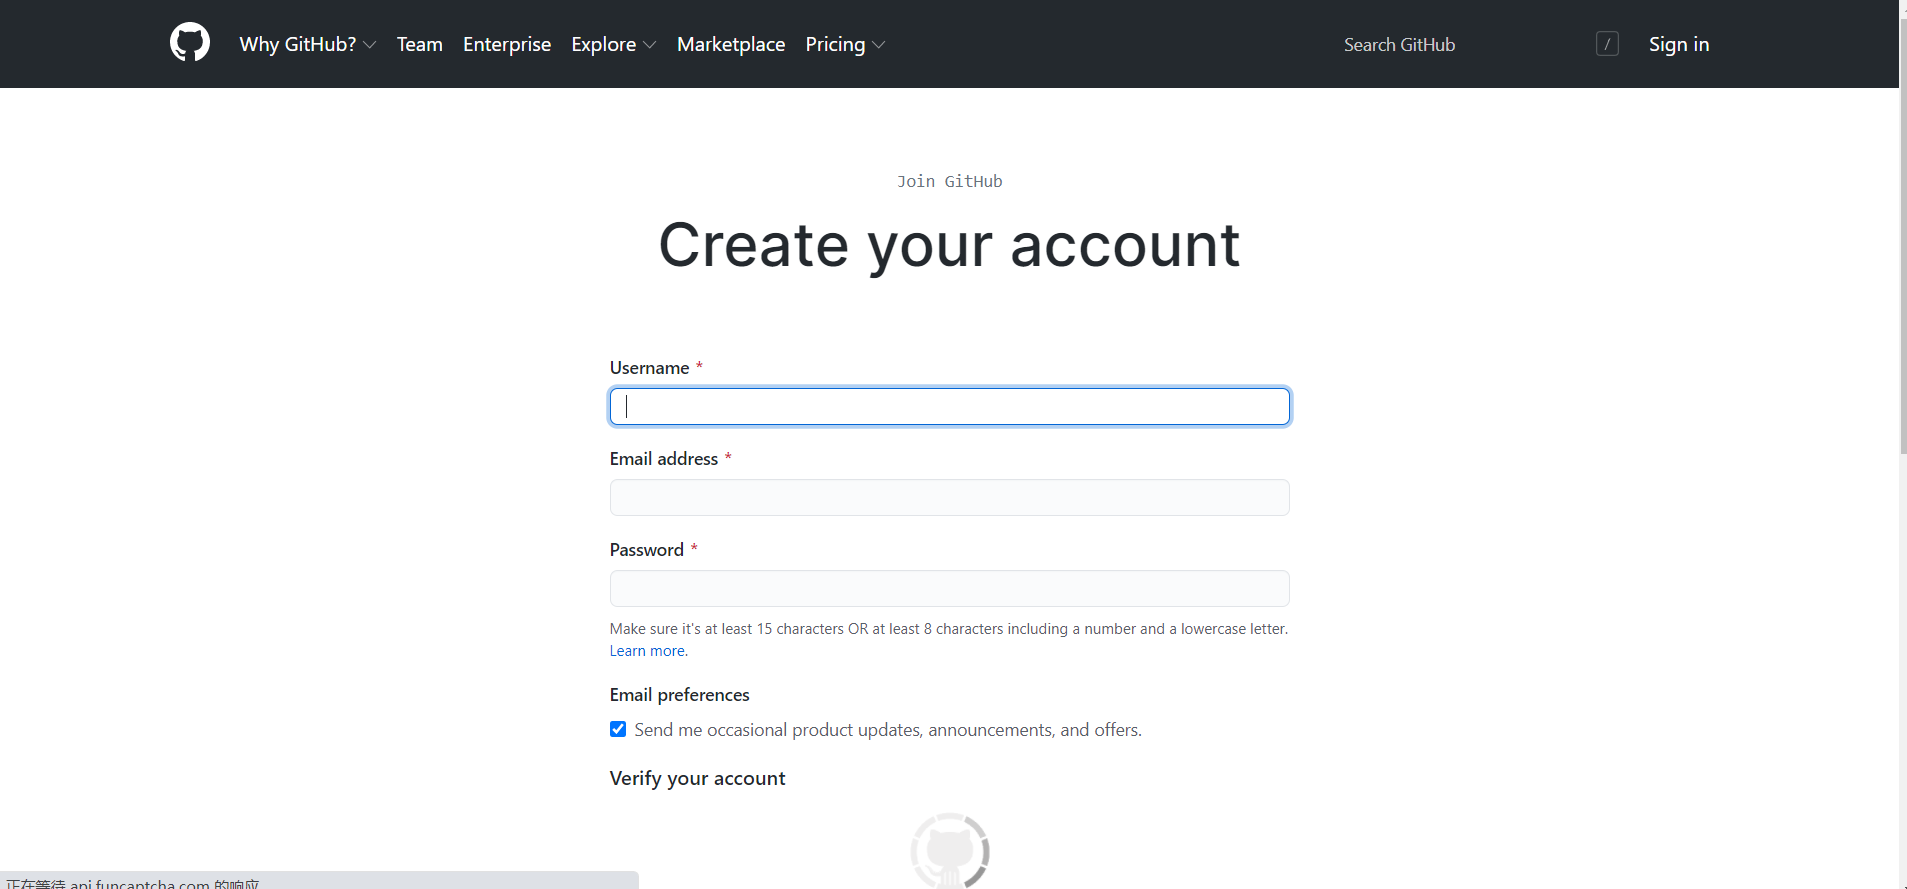 Why GitHub? Team Enterprise Explore Marketplace Pricing Search GitHub / Sign in
Join GitHub
Create your account
Username *
Email address *
Password *
Make sure it's at least 15 characters OR at least 8 characters including a number and a lowercase letter.
Learn more.
Email preferences
Send me occasional product updates, announcements, and offers.
Verify your account
正在等待 api.funcaptcha.com 的响应